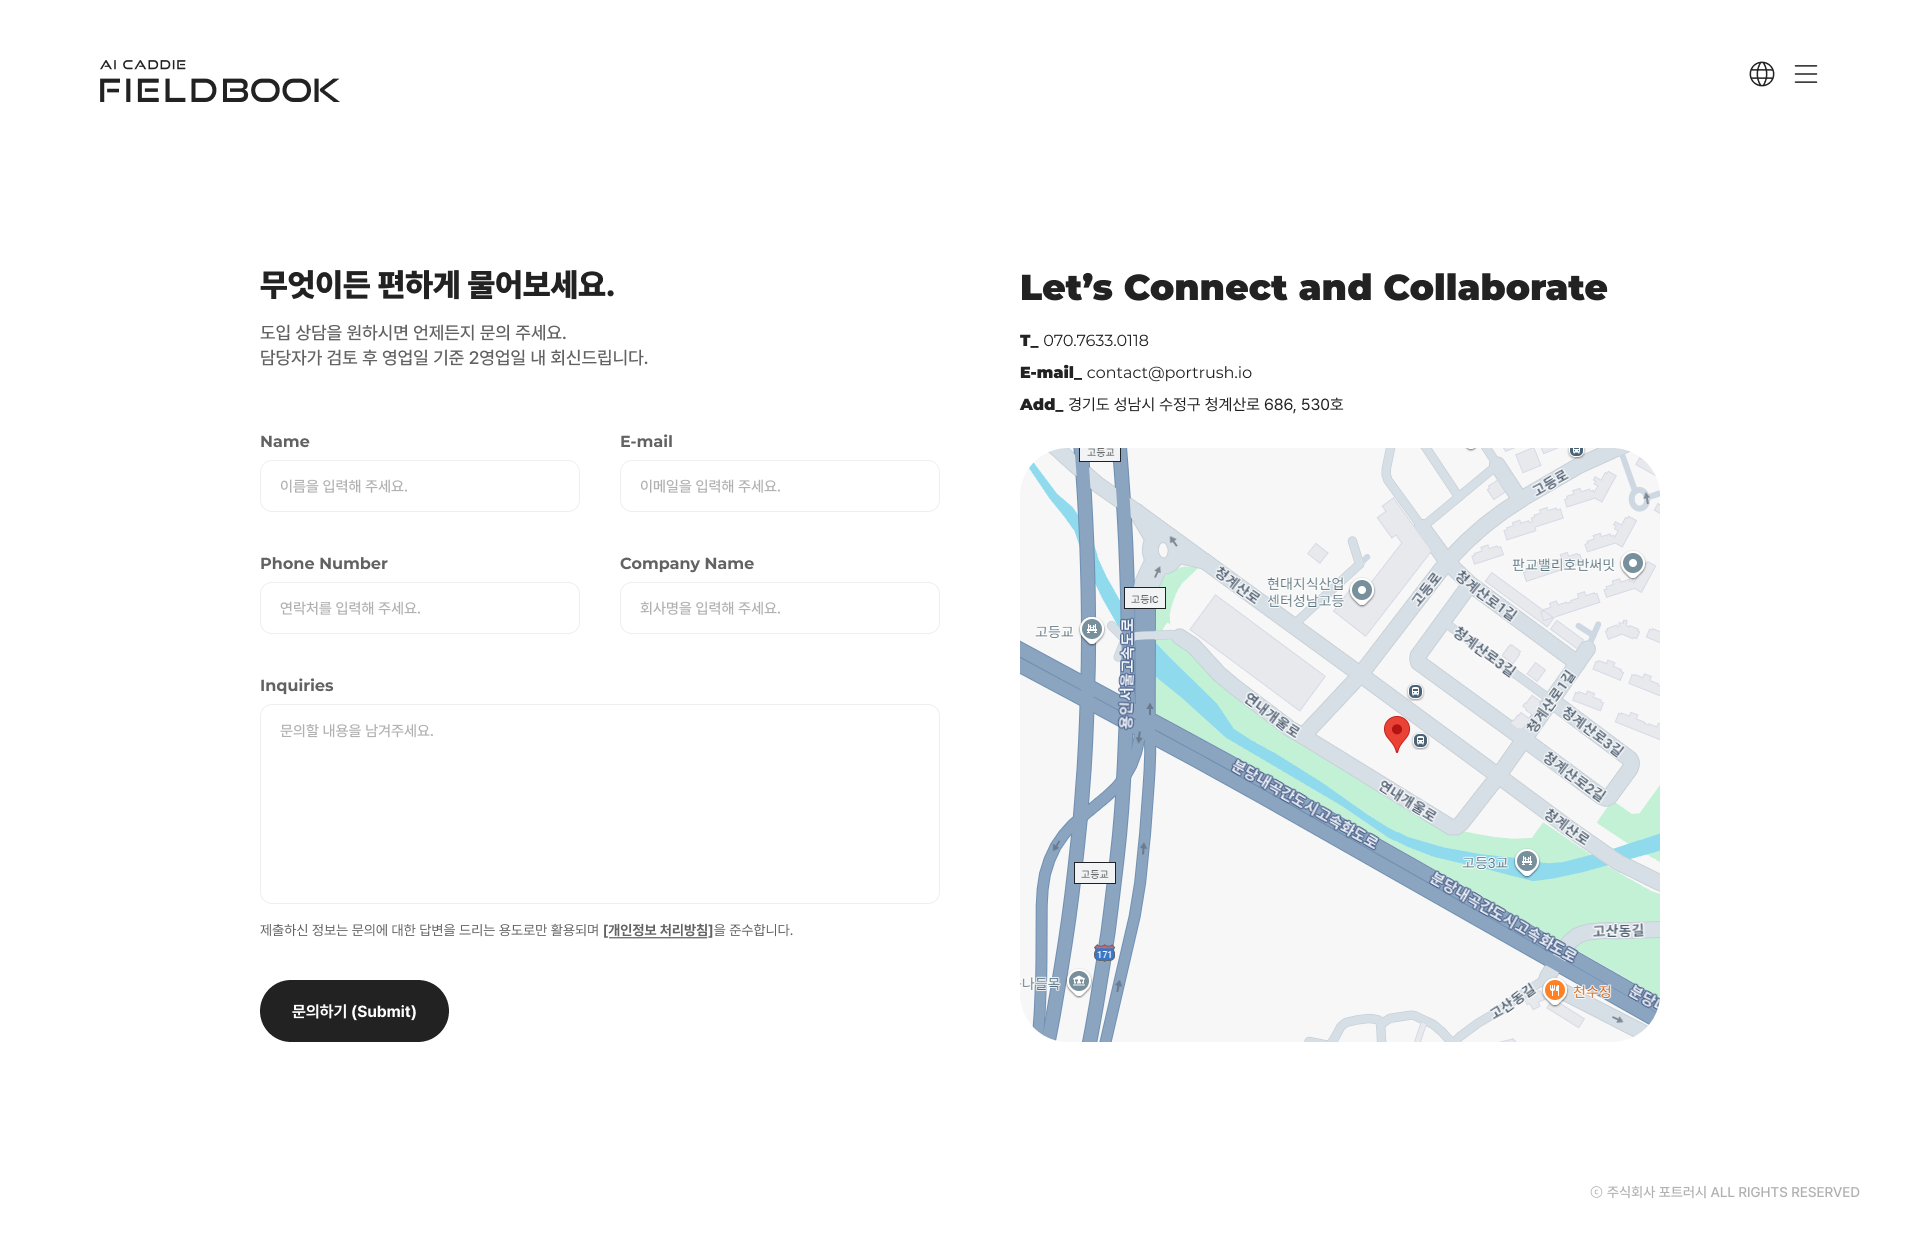 AI CADDIE
FIELDBOOK
무엇이든 편하게 물어보세요.
도입 상담을 원하시면 언제든지 문의 주세요.
담당자가 검토 후 영업일 기준 2영업일 내 회신드립니다.
Name
이름을 입력해 주세요.
E-mail
이메일을 입력해 주세요.
Phone Number
연락처를 입력해 주세요.
Company Name
회사명을 입력해 주세요.
Inquiries
문의할 내용을 남겨주세요.
제출하신 정보는 문의에 대한 답변을 드리는 용도로만 활용되며 [개인정보 처리방침]을 준수합니다.
문의하기 (Submit)
Let’s Connect and Collaborate
T_ 070.7633.0118
E-mail_ contact@portrush.io
Add_ 경기도 성남시 수정구 청계산로 686, 530호
고등교
고등로
판교밸리호반써밋
청계산로
현대지식산업
센터성남고등
고등로
청계산로1길
고등IC
고등교
용인서울고속도로
청계산로3길
청계산로1길
연내개울로
청계산로3길
분당내곡간도시고속화도로
연내개울로
청계산로2길
청계산로
고등3교
고등교
분당내곡간도시고속화도로
고산동길
171
나들목
고산동길
천수정
ⓒ 주식회사 포트러시 ALL RIGHTS RESERVED